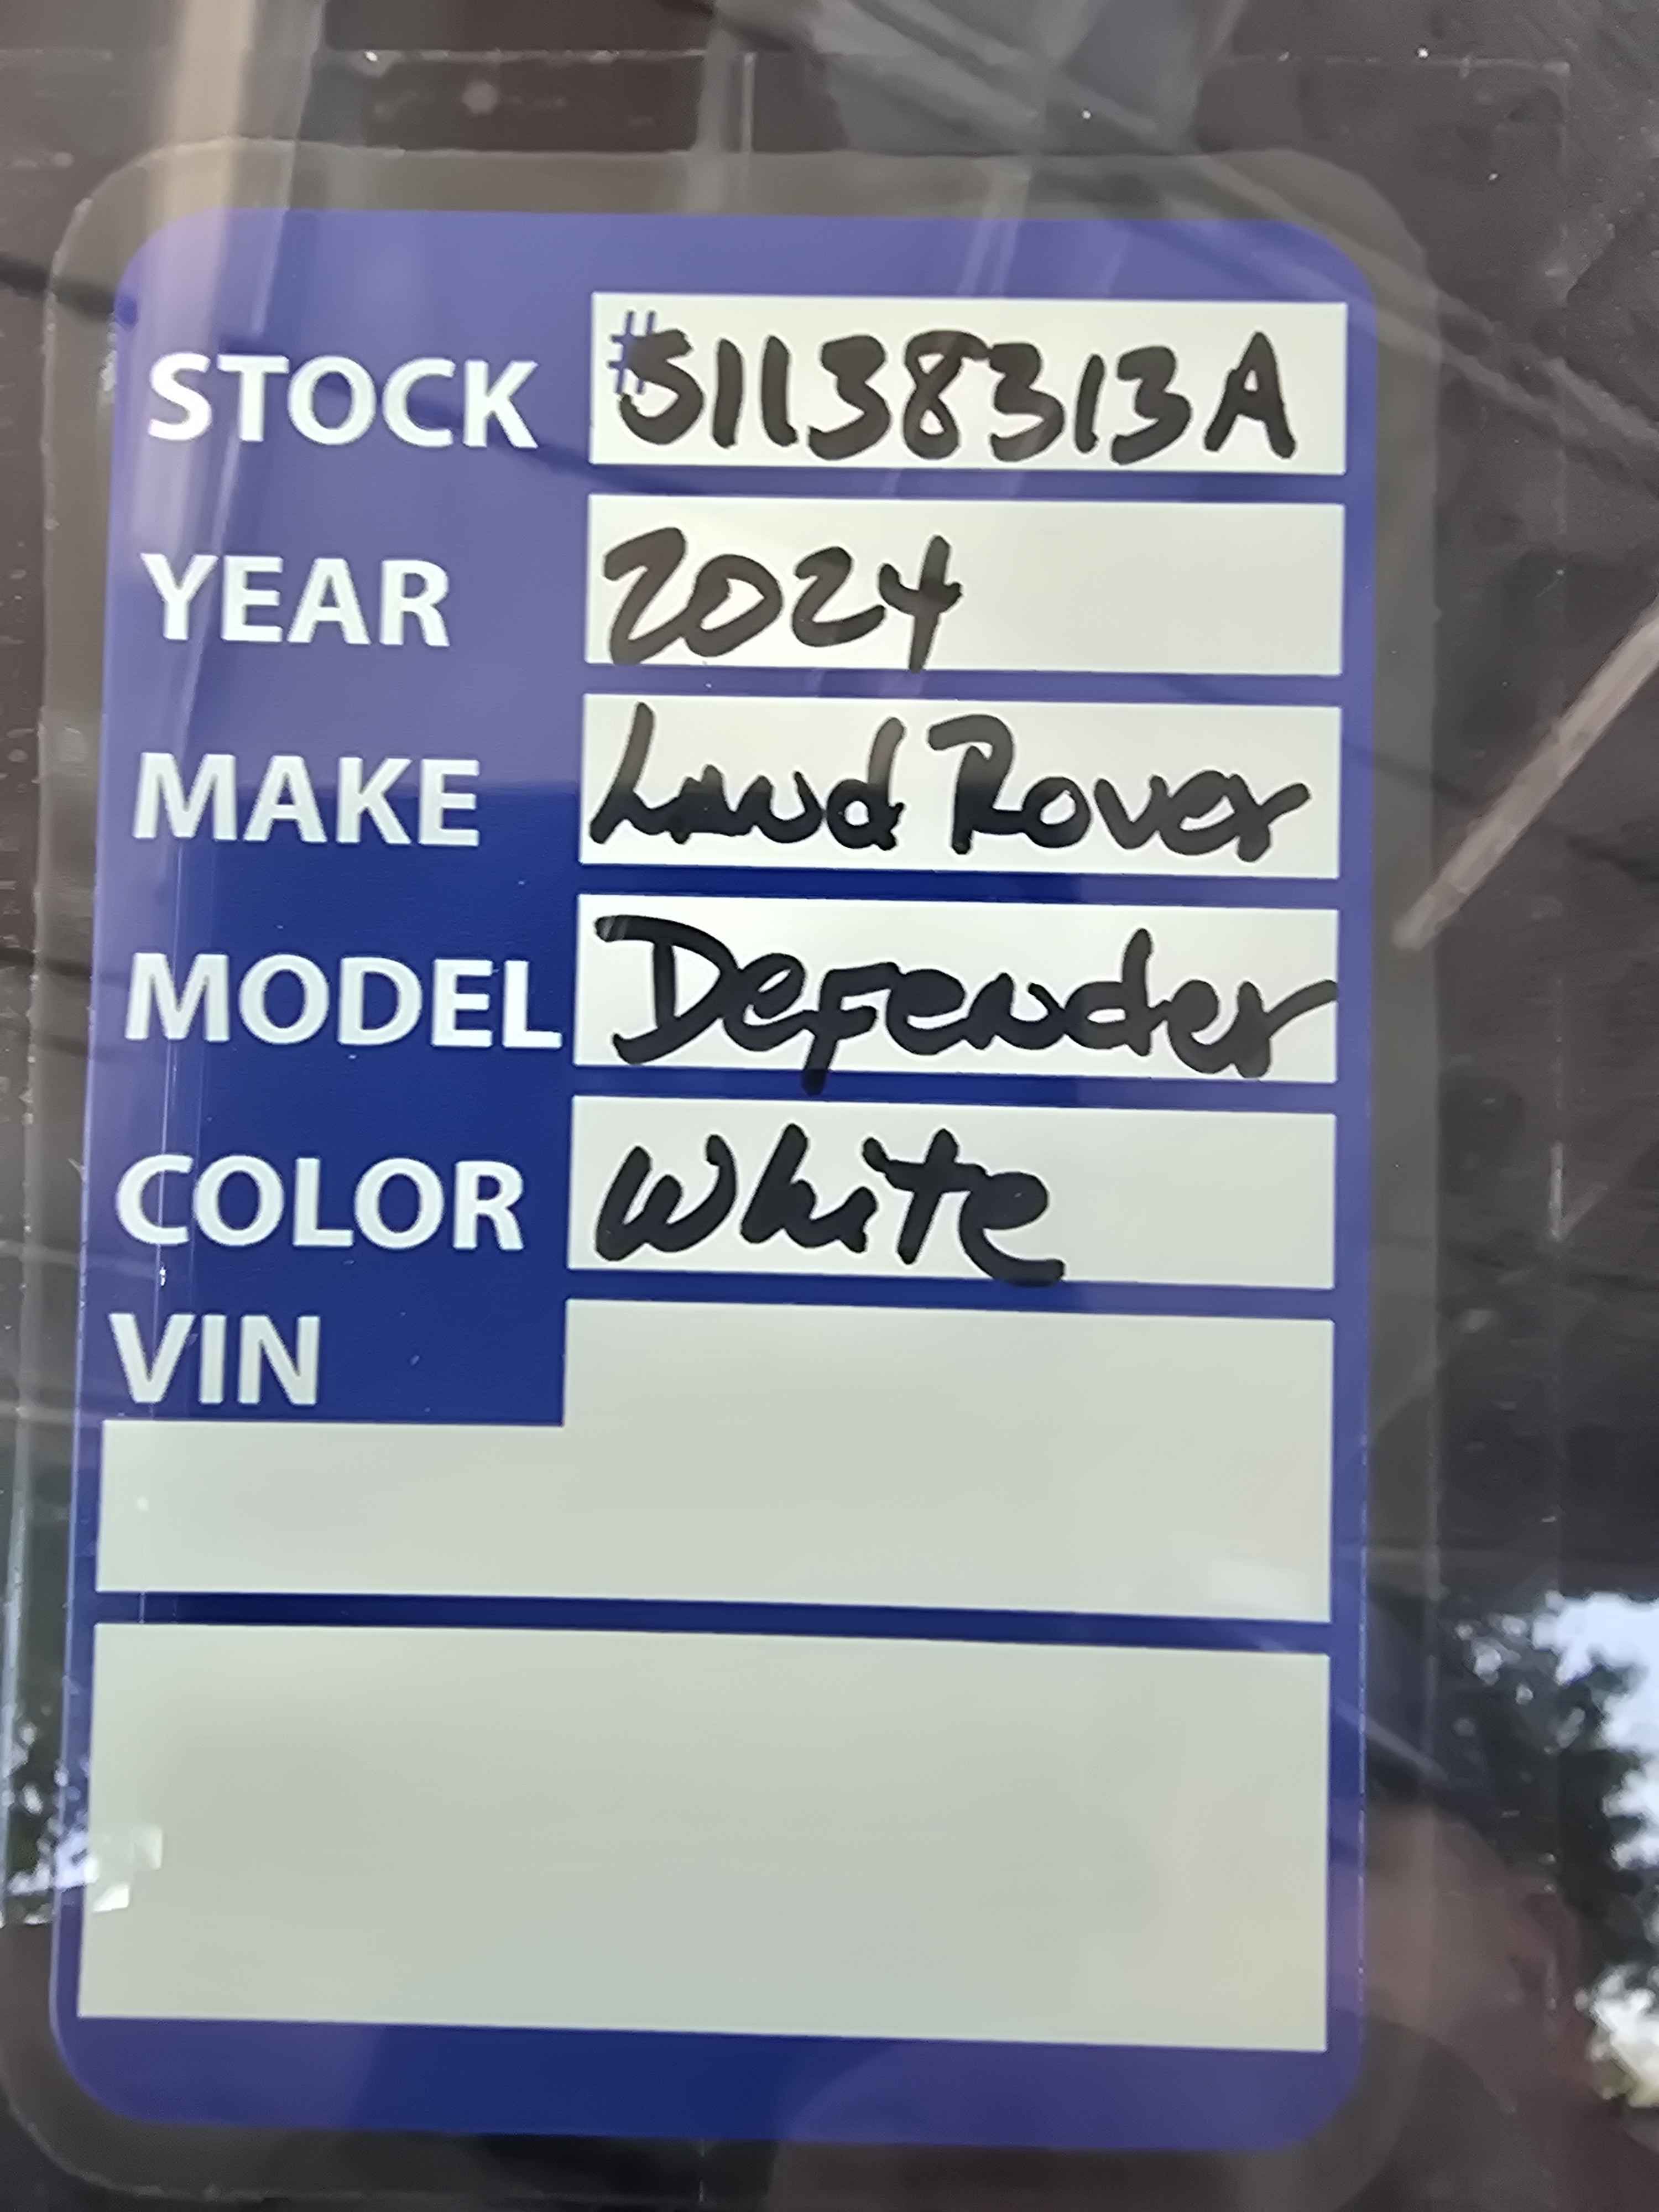 STOCK #51138313A
YEAR 2024
MAKE Land Rover
MODEL Defender
COLOR White
VIN